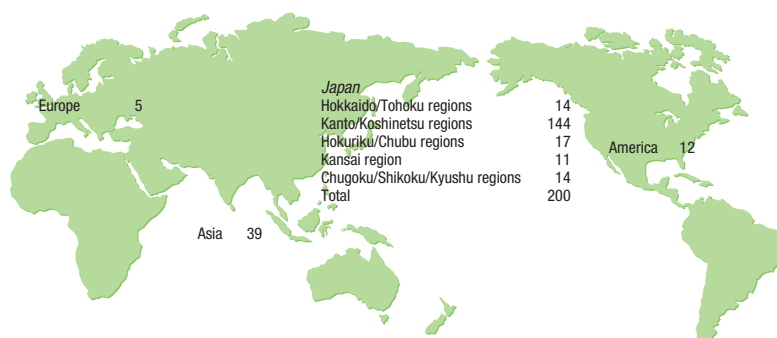 Europe 5
Japan
Hokkaido/Tohoku regions 14
Kanto/Koshinetsu regions 144
Hokuriku/Chubu regions 17
Kansai region 11
Chugoku/Shikoku/Kyushu regions 14
Total 200
America 12
Asia 39